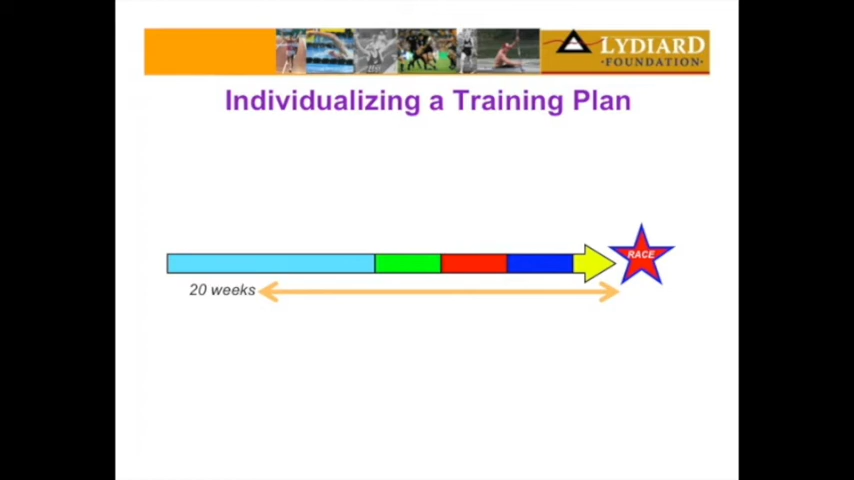 LYDIARD
·FOUNDATION·
Individualizing a Training Plan
RACE
20 weeks